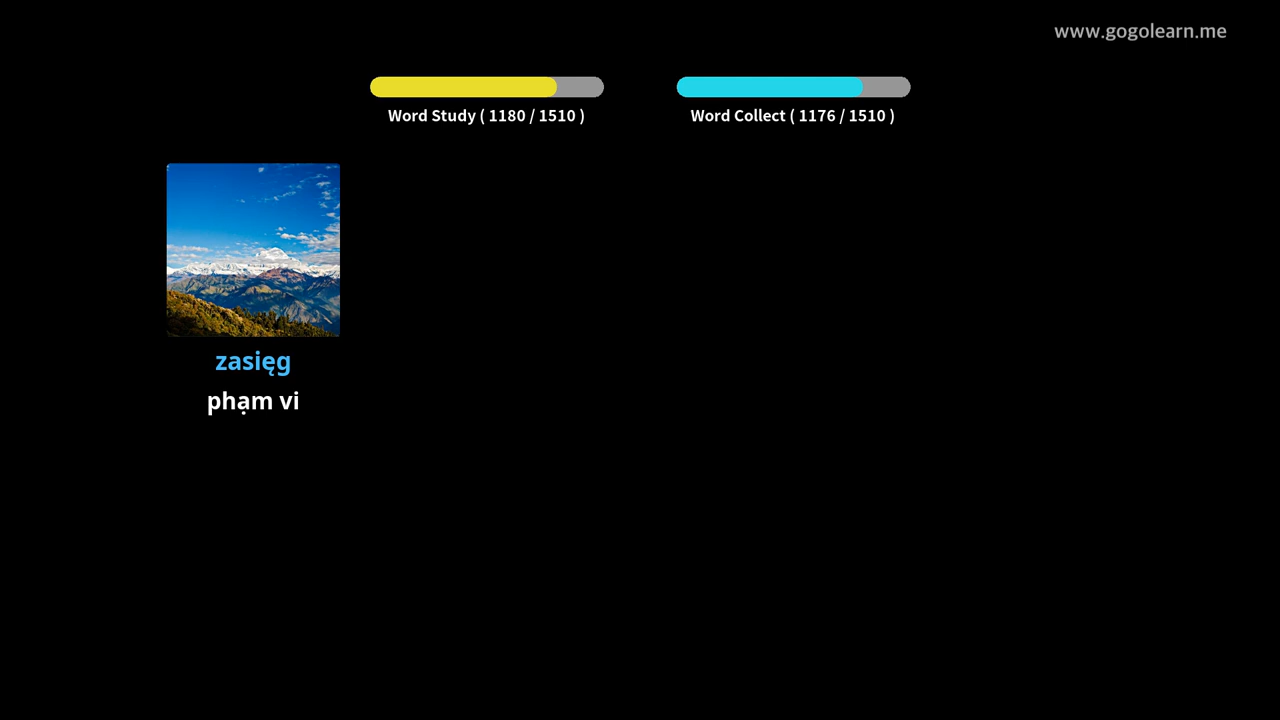 www.gogolearn.me
Word Study ( 1180 / 1510 )
Word Collect ( 1176 / 1510 )
zasięg
phạm vi